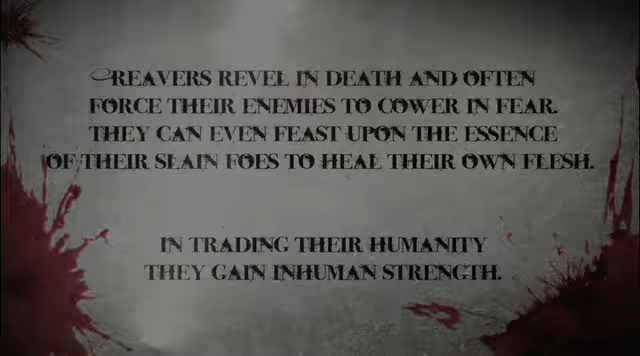 REAVERS REVEL IN DEATH AND OFTEN
FORCE THEIR ENEMIES TO COWER IN FEAR.
THEY CAN EVEN FEAST UPON THE ESSENCE
OF THEIR SLAIN FOES TO HEAL THEIR OWN FLESH.
IN TRADING THEIR HUMANITY
THEY GAIN INHUMAN STRENGTH.